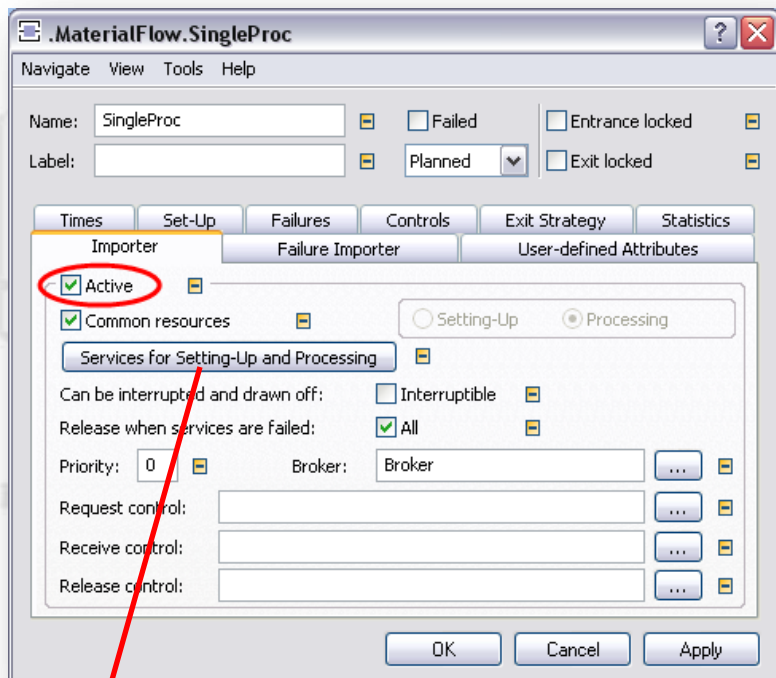 .MaterialFlow.SingleProc
Navigate View Tools Help
Name: SingleProc Failed Entrance locked
Label: Planned Exit locked
Times Set-Up Failures Controls Exit Strategy Statistics
Importer Failure Importer User-defined Attributes
Active
Common resources Setting-Up Processing
Services for Setting-Up and Processing
Can be interrupted and drawn off: Interruptible
Release when services are failed: All
Priority: 0 Broker: Broker ...
Request control: ...
Receive control: ...
Release control: ...
OK Cancel Apply